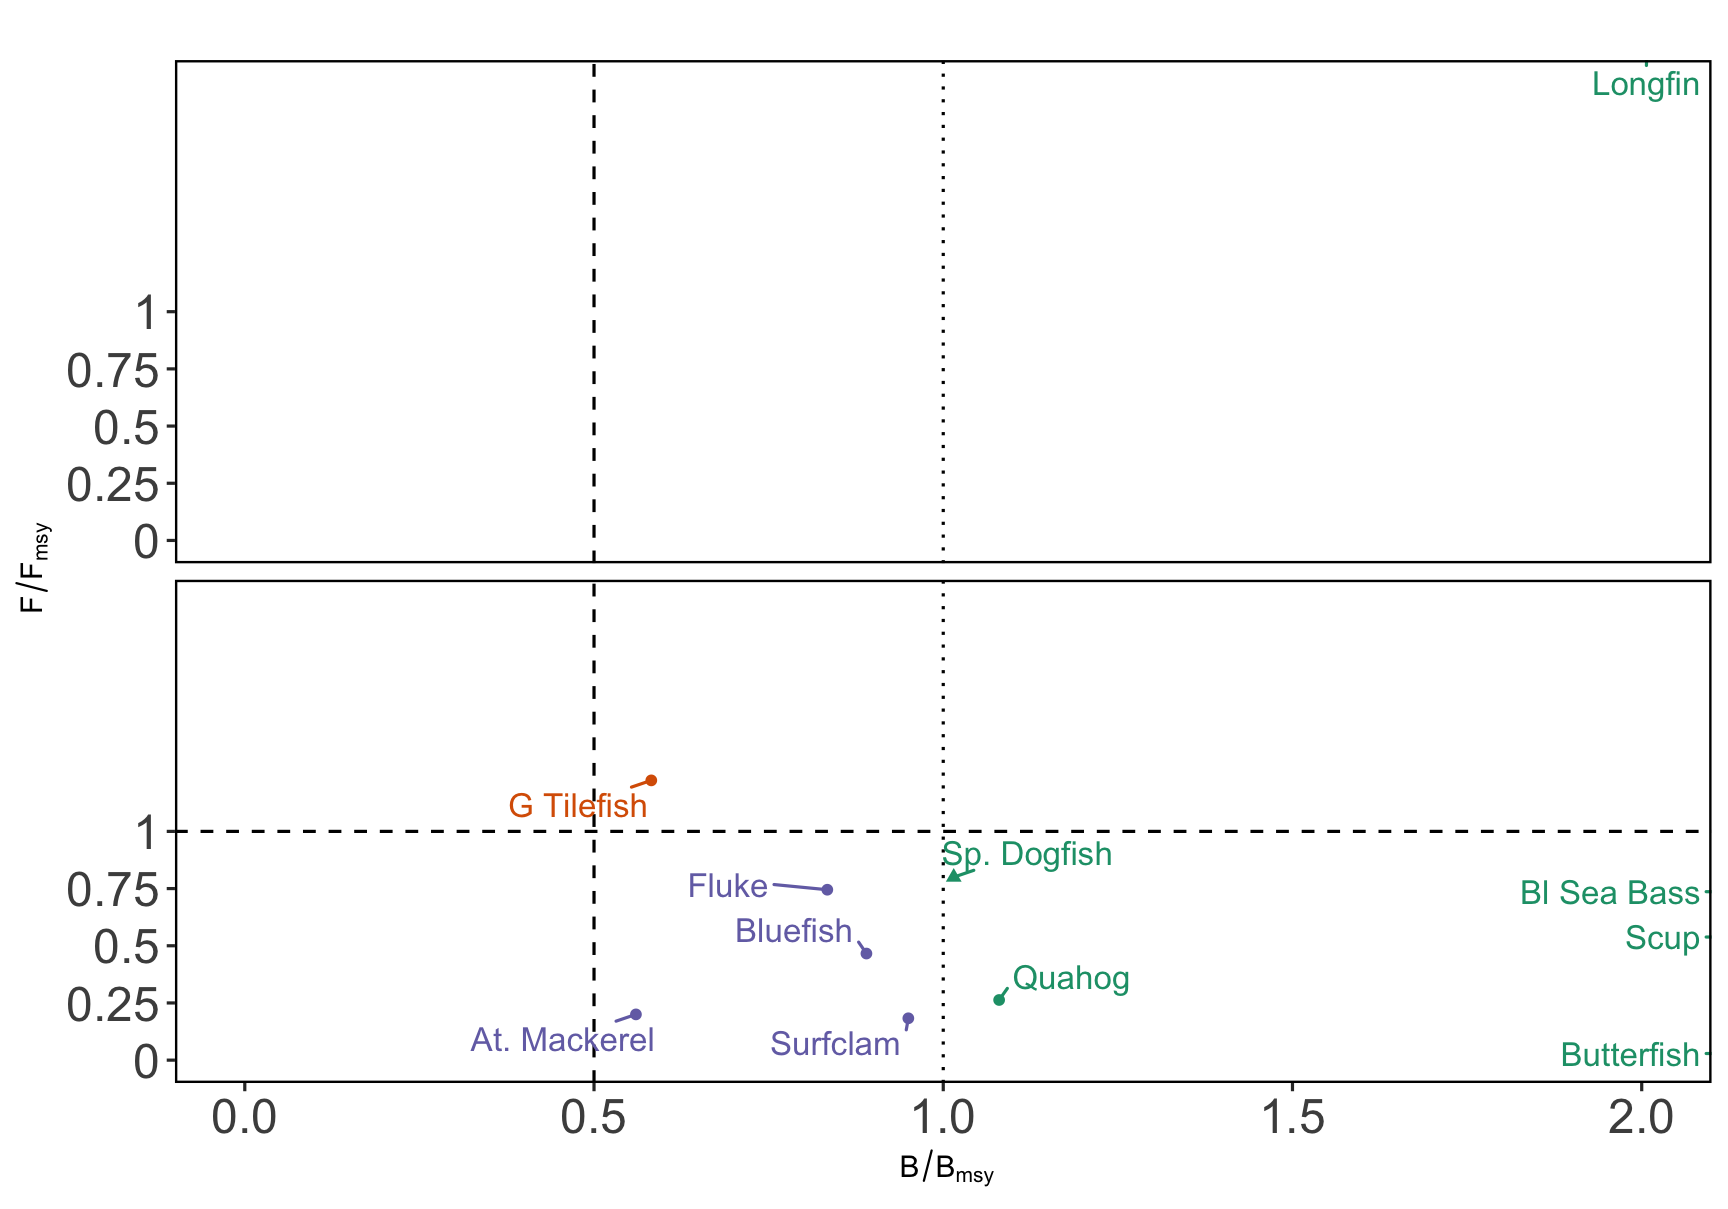 Longfin
1
0.75
0.5
0.25
0
F/Fmsy
G Tilefish
1
Sp. Dogfish
0.75
Fluke
Bl Sea Bass
Bluefish
0.5
Scup
Quahog
0.25
At. Mackerel
Surfclam
Butterfish
0
0.0 0.5 1.0 1.5 2.0
B/Bmsy